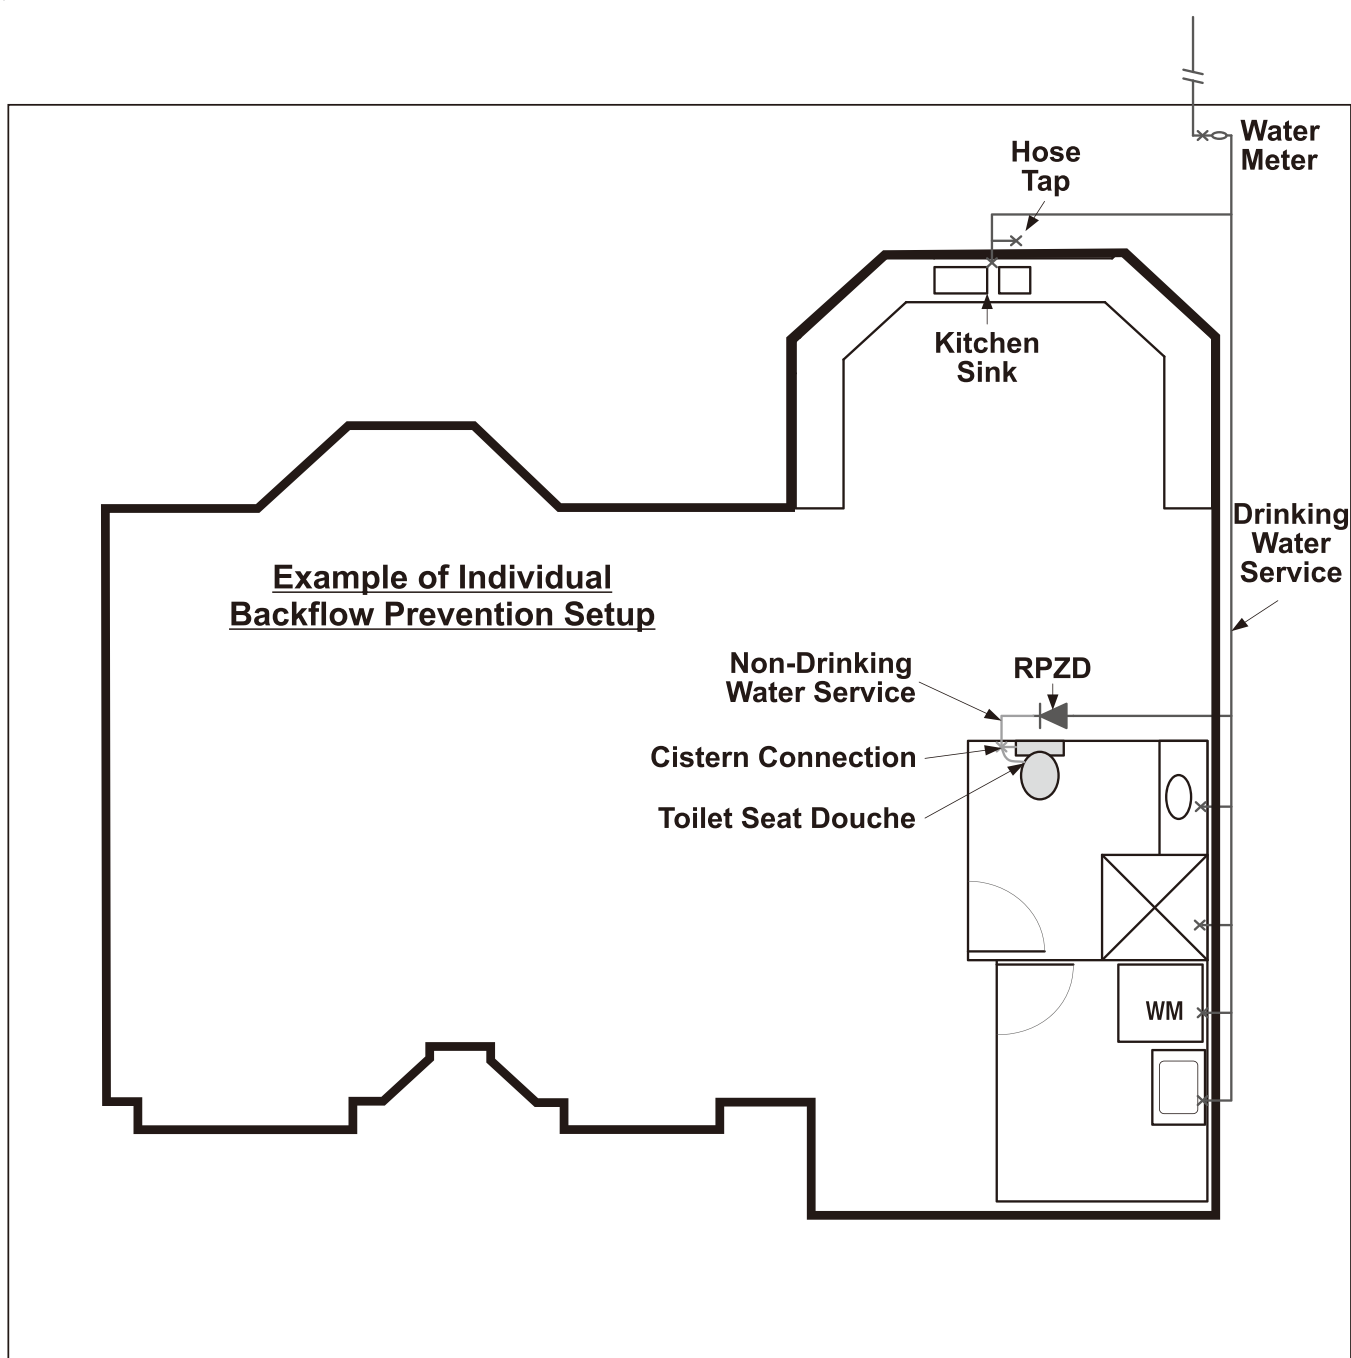 Water
Meter
Hose
Tap
Kitchen
Sink
Drinking
Water
Service
Example of Individual
Backflow Prevention Setup
Non-Drinking
Water Service
RPZD
Cistern Connection
Toilet Seat Douche
WM